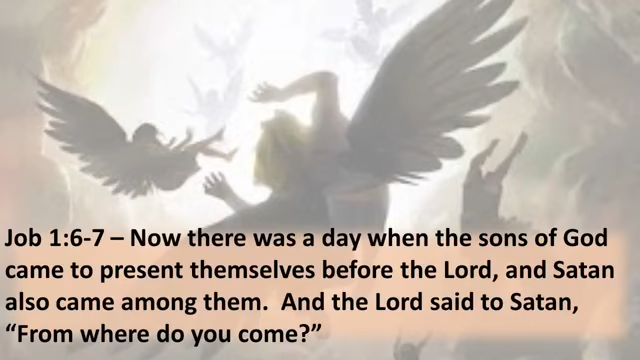 Job 1:6-7 – Now there was a day when the sons of God
came to present themselves before the Lord, and Satan
also came among them.  And the Lord said to Satan,
“From where do you come?”